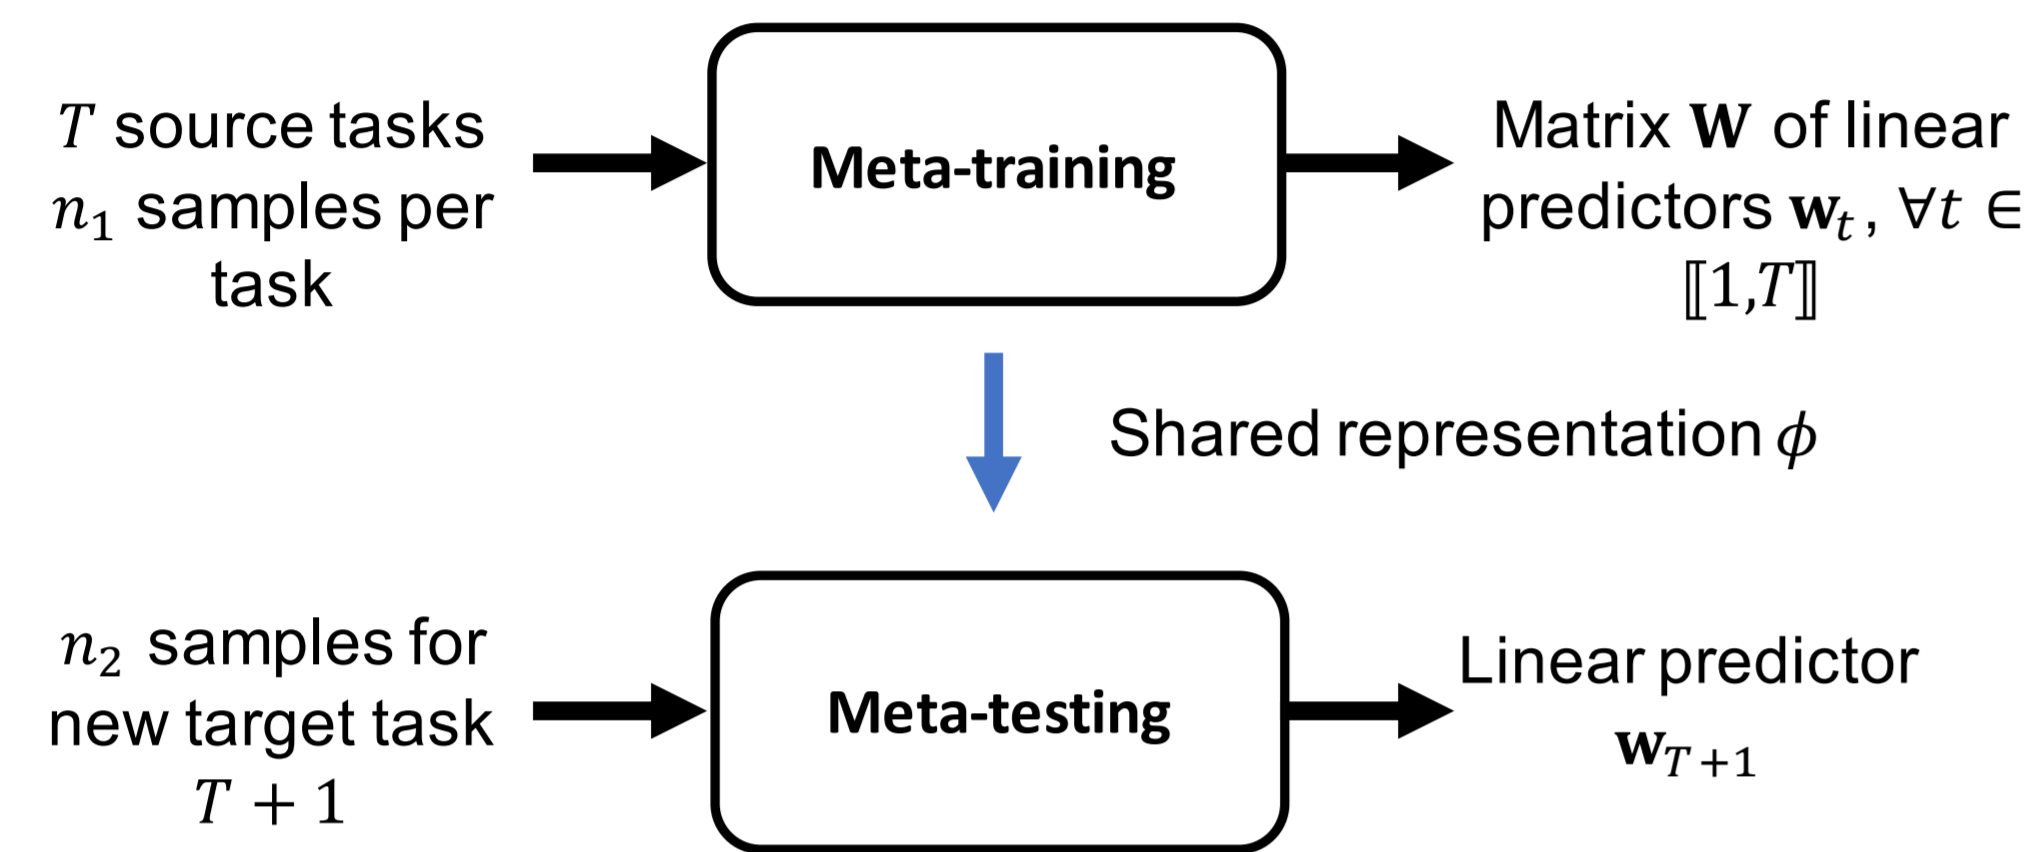 T source tasks
n₁ samples per
task
Meta-training
Matrix W of linear
predictors wₜ, ∀t ∈
⟦1,T⟧
Shared representation ϕ
n₂ samples for
new target task
T + 1
Meta-testing
Linear predictor
w_{T+1}